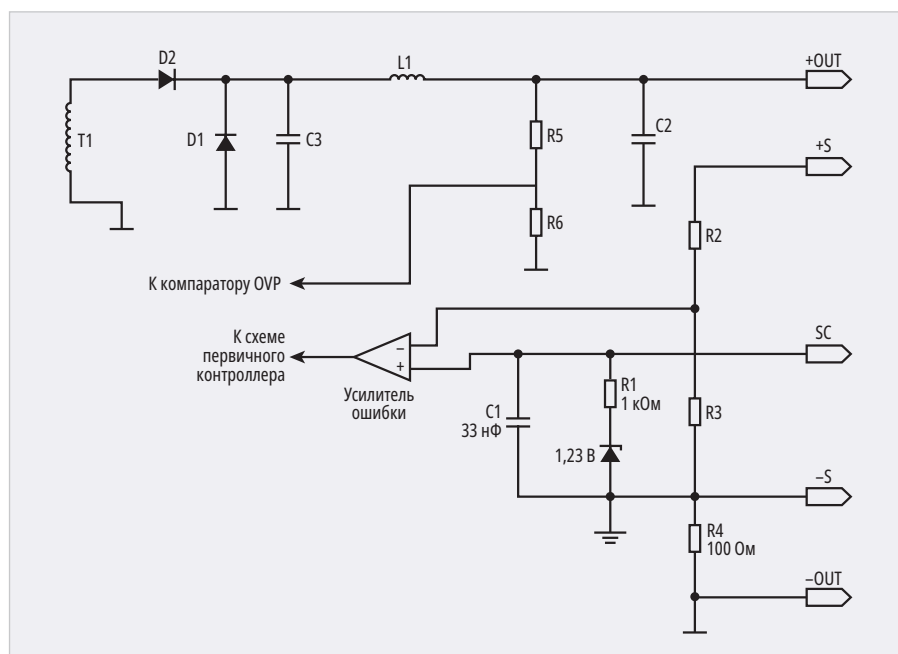 D2
L1
+OUT
T1
D1
C3
R5
C2
+S
R6
R2
К компаратору OVP
К схеме
первичного
контроллера
–
+
Усилитель
ошибки
SC
C1
33 нФ
R1
1 кОм
R3
1,23 В
–S
R4
100 Ом
–OUT